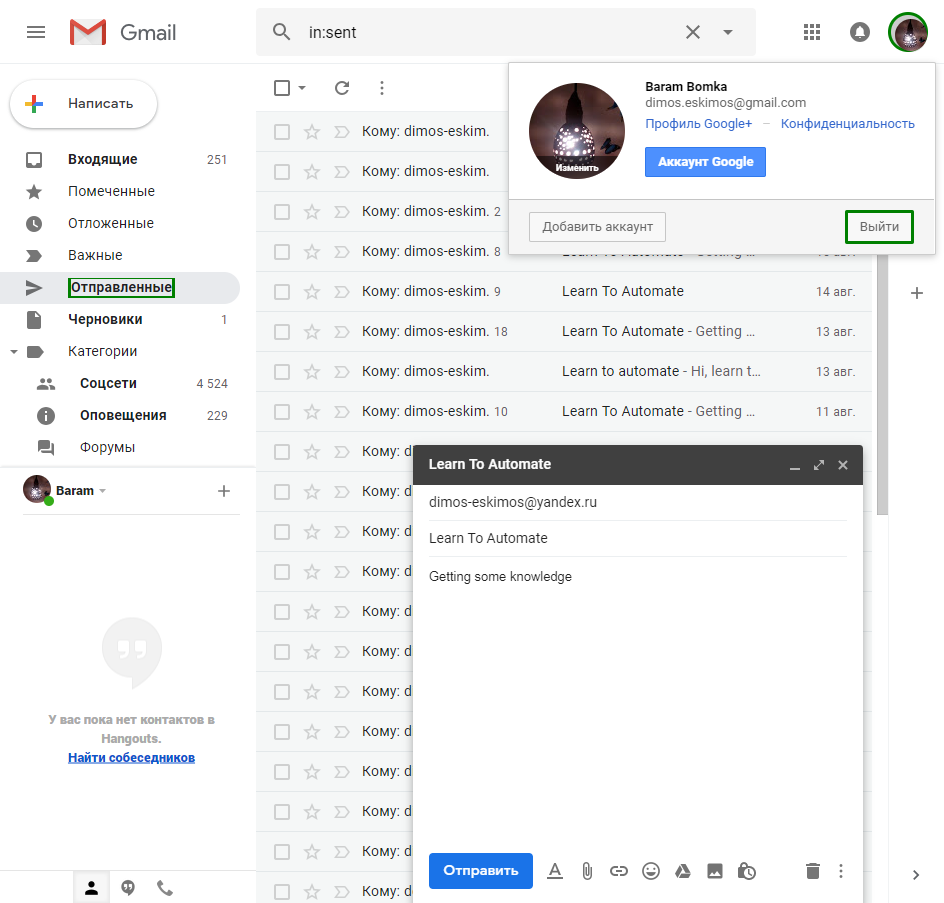 Gmail
in:sent
Написать
Входящие 251
Помеченные
Отложенные
Важные
Отправленные
Черновики 1
Категории
Соцсети 4 524
Оповещения 229
Форумы
Baram
У вас пока нет контактов в
Hangouts.
Найти собеседников
Baram Bomka
dimos.eskimos@gmail.com
Профиль Google+ – Конфиденциальность
Аккаунт Google
Изменить
Добавить аккаунт Выйти
Кому: dimos-eskim.
Кому: dimos-eskim.
Кому: dimos-eskim. 2
Кому: dimos-eskim. 8 Learn To Automate - Getting ...
Кому: dimos-eskim. 9 Learn To Automate 14 авг.
Кому: dimos-eskim. 18 Learn To Automate - Getting ... 13 авг.
Кому: dimos-eskim. Learn to automate - Hi, learn t... 13 авг.
Кому: dimos-eskim. 10 Learn To Automate - Getting ... 11 авг.
Кому: d
Кому: d
Кому: d
Кому: d
Кому: d
Кому: d
Кому: d
Кому: d
Кому: d
Кому: d
Кому: d
Кому: d
Learn To Automate
dimos-eskimos@yandex.ru
Learn To Automate
Getting some knowledge
Отправить